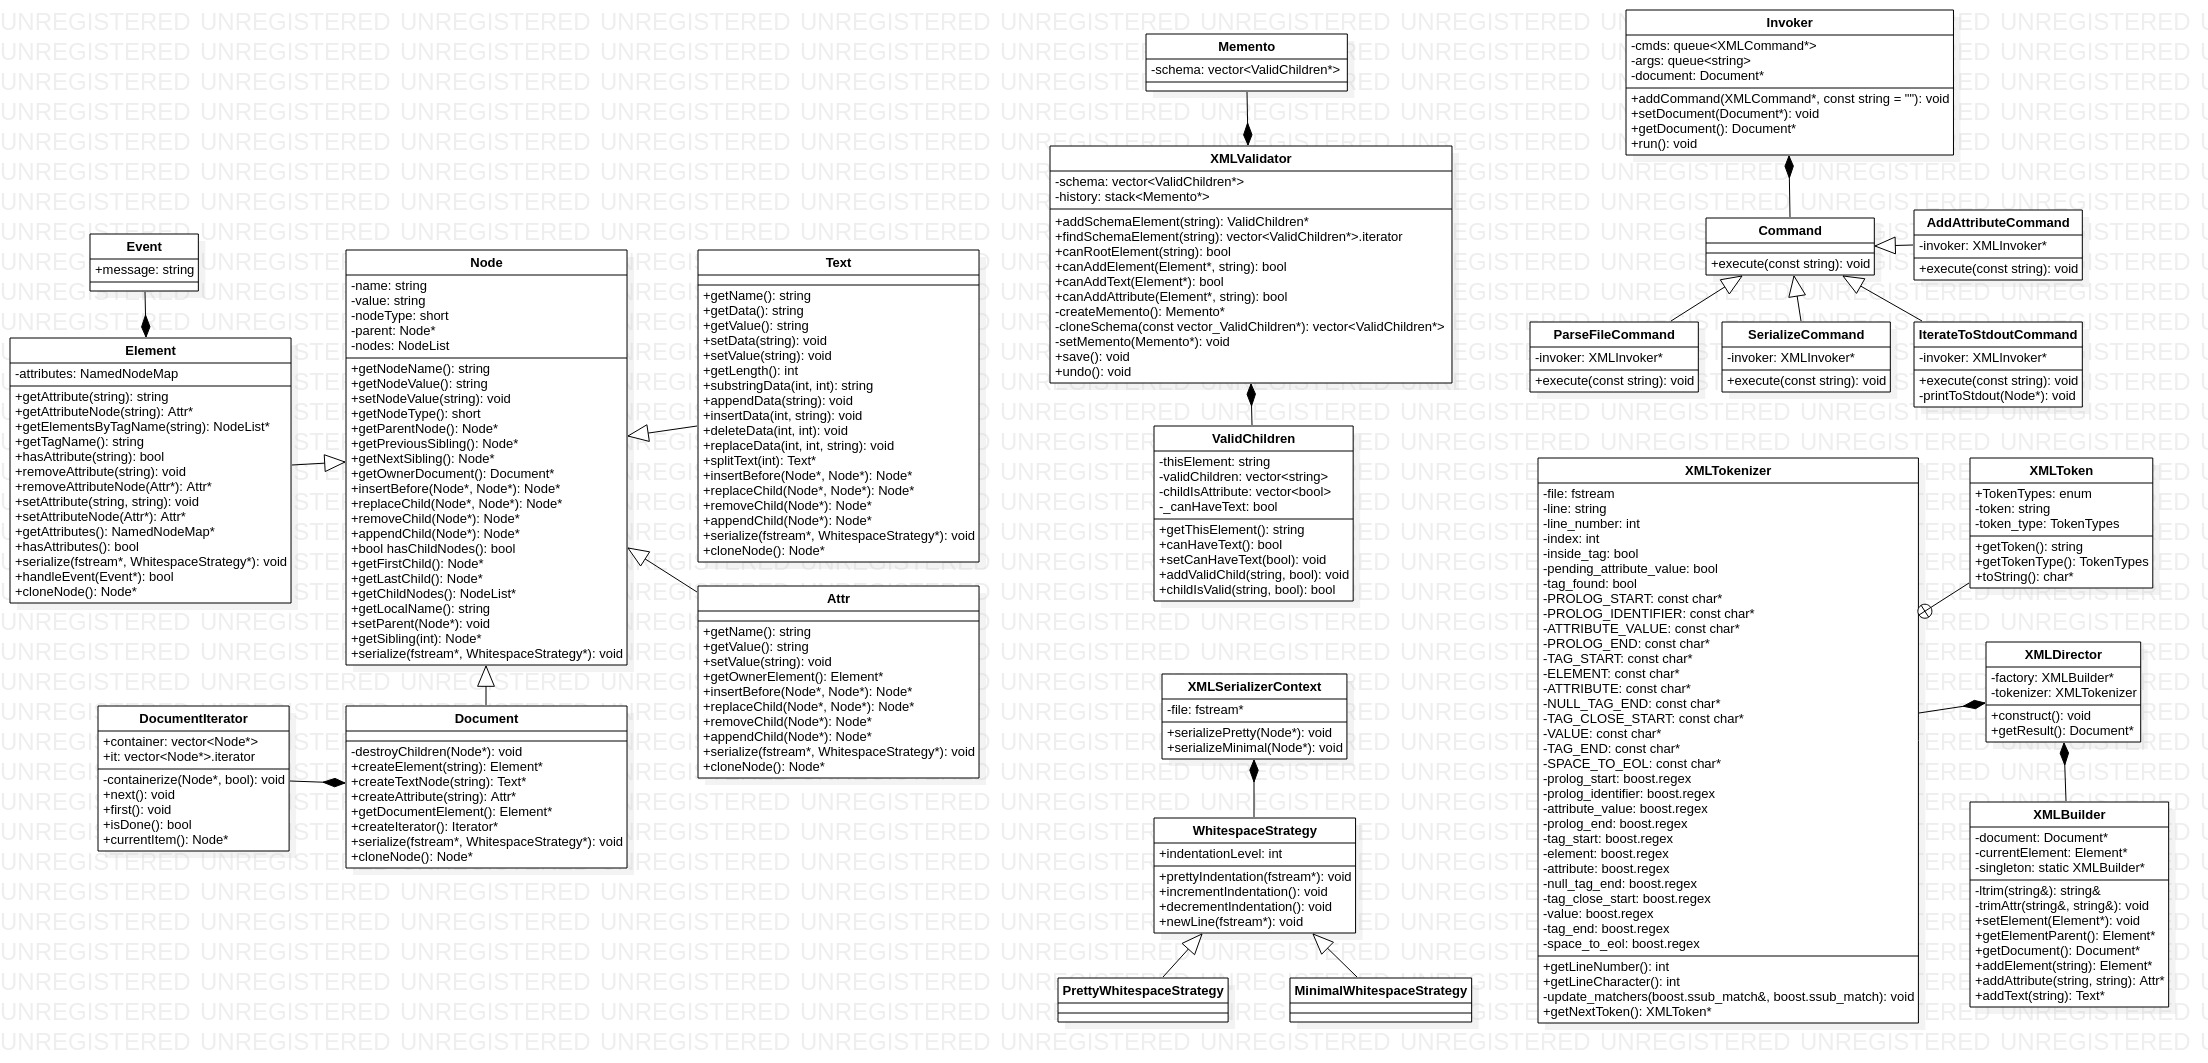 Event
+message: string
Element
-attributes: NamedNodeMap
+getAttribute(string): string
+getAttributeNode(string): Attr*
+getElementsByTagName(string): NodeList*
+getTagName(): string
+hasAttribute(string): bool
+removeAttribute(string): void
+removeAttributeNode(Attr*): Attr*
+setAttribute(string, string): void
+setAttributeNode(Attr*): Attr*
+getAttributes(): NamedNodeMap*
+hasAttributes(): bool
+serialize(fstream*, WhitespaceStrategy*): void
+handleEvent(Event*): bool
+cloneNode(): Node*
Node
-name: string
-value: string
-nodeType: short
-parent: Node*
-nodes: NodeList
+getNodeName(): string
+getNodeValue(): string
+setNodeValue(string): void
+getNodeType(): short
+getParentNode(): Node*
+getPreviousSibling(): Node*
+getNextSibling(): Node*
+getOwnerDocument(): Document*
+insertBefore(Node*, Node*): Node*
+replaceChild(Node*, Node*): Node*
+removeChild(Node*): Node*
+appendChild(Node*): Node*
+bool hasChildNodes(): bool
+getFirstChild(): Node*
+getLastChild(): Node*
+getChildNodes(): NodeList*
+getLocalName(): string
+setParent(Node*): void
+getSibling(int): Node*
+serialize(fstream*, WhitespaceStrategy*): void
Text
+getName(): string
+getData(): string
+getValue(): string
+setData(string): void
+setValue(string): void
+getLength(): int
+substringData(int, int): string
+appendData(string): void
+insertData(int, string): void
+deleteData(int, int): void
+replaceData(int, int, string): void
+splitText(int): Text*
+insertBefore(Node*, Node*): Node*
+replaceChild(Node*, Node*): Node*
+removeChild(Node*): Node*
+appendChild(Node*): Node*
+serialize(fstream*, WhitespaceStrategy*): void
+cloneNode(): Node*
Attr
+getName(): string
+getValue(): string
+setValue(string): void
+getOwnerElement(): Element*
+insertBefore(Node*, Node*): Node*
+replaceChild(Node*, Node*): Node*
+removeChild(Node*): Node*
+appendChild(Node*): Node*
+serialize(fstream*, WhitespaceStrategy*): void
+cloneNode(): Node*
DocumentIterator
+container: vector<Node*>
+it: vector<Node*>.iterator
-containerize(Node*, bool): void
+next(): void
+first(): void
+isDone(): bool
+currentItem(): Node*
Document
-destroyChildren(Node*): void
+createElement(string): Element*
+createTextNode(string): Text*
+createAttribute(string): Attr*
+getDocumentElement(): Element*
+createIterator(): Iterator*
+serialize(fstream*, WhitespaceStrategy*): void
+cloneNode(): Node*
Memento
-schema: vector<ValidChildren*>
XMLValidator
-schema: vector<ValidChildren*>
-history: stack<Memento*>
+addSchemaElement(string): ValidChildren*
+findSchemaElement(string): vector<ValidChildren*>.iterator
+canRootElement(string): bool
+canAddElement(Element*, string): bool
+canAddText(Element*): bool
+canAddAttribute(Element*, string): bool
-createMemento(): Memento*
-cloneSchema(const vector_ValidChildren*): vector<ValidChildren*>
-setMemento(Memento*): void
+save(): void
+undo(): void
ValidChildren
-thisElement: string
-validChildren: vector<string>
-childIsAttribute: vector<bool>
-_canHaveText: bool
+getThisElement(): string
+canHaveText(): bool
+setCanHaveText(bool): void
+addValidChild(string, bool): void
+childIsValid(string, bool): bool
XMLSerializerContext
-file: fstream*
+serializePretty(Node*): void
+serializeMinimal(Node*): void
WhitespaceStrategy
+indentationLevel: int
+prettyIndentation(fstream*): void
+incrementIndentation(): void
+decrementIndentation(): void
+newLine(fstream*): void
PrettyWhitespaceStrategy
MinimalWhitespaceStrategy
Invoker
-cmds: queue<XMLCommand*>
-args: queue<string>
-document: Document*
+addCommand(XMLCommand*, const string = ""): void
+setDocument(Document*): void
+getDocument(): Document*
+run(): void
Command
+execute(const string): void
AddAttributeCommand
-invoker: XMLInvoker*
+execute(const string): void
ParseFileCommand
-invoker: XMLInvoker*
+execute(const string): void
SerializeCommand
-invoker: XMLInvoker*
+execute(const string): void
IterateToStdoutCommand
-invoker: XMLInvoker*
+execute(const string): void
-printToStdout(Node*): void
XMLTokenizer
-file: fstream
-line: string
-line_number: int
-index: int
-inside_tag: bool
-pending_attribute_value: bool
-tag_found: bool
-PROLOG_START: const char*
-PROLOG_IDENTIFIER: const char*
-ATTRIBUTE_VALUE: const char*
-PROLOG_END: const char*
-TAG_START: const char*
-ELEMENT: const char*
-ATTRIBUTE: const char*
-NULL_TAG_END: const char*
-TAG_CLOSE_START: const char*
-VALUE: const char*
-TAG_END: const char*
-SPACE_TO_EOL: const char*
-prolog_start: boost.regex
-prolog_identifier: boost.regex
-attribute_value: boost.regex
-prolog_end: boost.regex
-tag_start: boost.regex
-element: boost.regex
-attribute: boost.regex
-null_tag_end: boost.regex
-tag_close_start: boost.regex
-value: boost.regex
-tag_end: boost.regex
-space_to_eol: boost.regex
+getLineNumber(): int
+getLineCharacter(): int
-update_matchers(boost.ssub_match&, boost.ssub_match): void
+getNextToken(): XMLToken*
XMLToken
+TokenTypes: enum
-token: string
-token_type: TokenTypes
+getToken(): string
+getTokenType(): TokenTypes
+toString(): char*
XMLDirector
-factory: XMLBuilder*
-tokenizer: XMLTokenizer
+construct(): void
+getResult(): Document*
XMLBuilder
-document: Document*
-currentElement: Element*
-singleton: static XMLBuilder*
-ltrim(string&): string&
-trimAttr(string&, string&): void
+setElement(Element*): void
+getElementParent(): Element*
+getDocument(): Document*
+addElement(string): Element*
+addAttribute(string, string): Attr*
+addText(string): Text*
UNREGISTERED